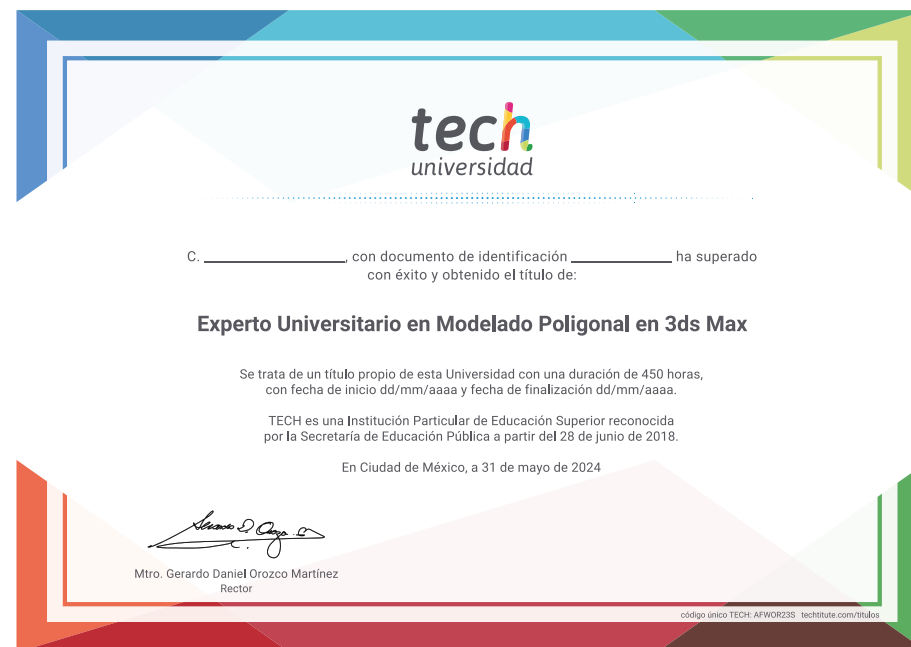 tech
universidad
C. ____________________, con documento de identificación ______________ ha superado
con éxito y obtenido el título de:
Experto Universitario en Modelado Poligonal en 3ds Max
Se trata de un título propio de esta Universidad con una duración de 450 horas,
con fecha de inicio dd/mm/aaaa y fecha de finalización dd/mm/aaaa.
TECH es una Institución Particular de Educación Superior reconocida
por la Secretaría de Educación Pública a partir del 28 de junio de 2018.
En Ciudad de México, a 31 de mayo de 2024
Mtro. Gerardo Daniel Orozco Martínez
Rector
código único TECH: AFWOR23S techtitute.com/titulos